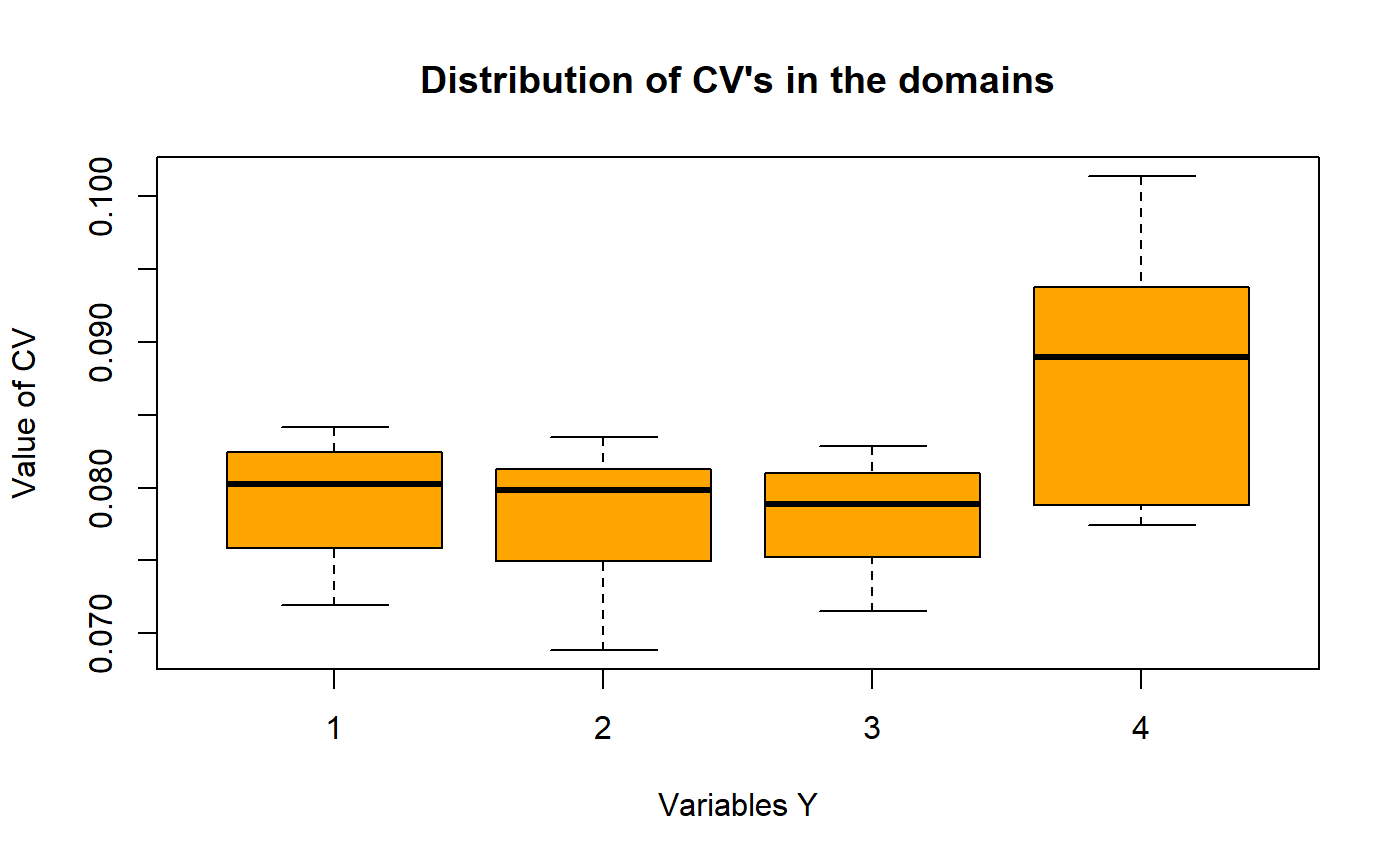 Distribution of CV's in the domains
Value of CV
0.100
0.090
0.080
0.070
1 2 3 4
Variables Y